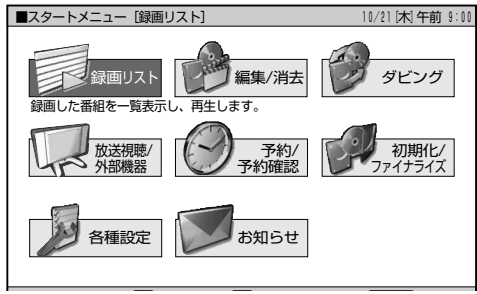 ■スタートメニュー [録画リスト] 10/21[木]午前 9:00
録画リスト 編集/消去 ダビング
録画した番組を一覧表示し、再生します。
放送視聴/ 予約/ 初期化/
外部機器 予約確認 ファイナライズ
各種設定 お知らせ